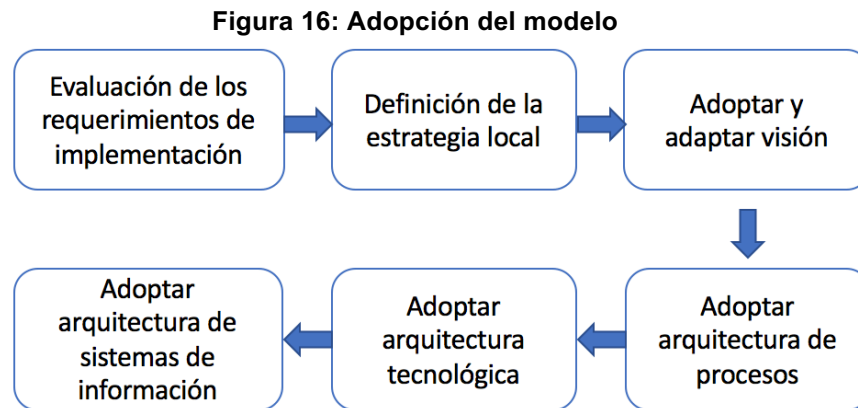 Figura 16: Adopción del modelo
Evaluación de los
requerimientos de
implementación
Definición de la
estrategia local
Adoptar y
adaptar visión
Adoptar
arquitectura de
procesos
Adoptar
arquitectura
tecnológica
Adoptar
arquitectura de
sistemas de
información